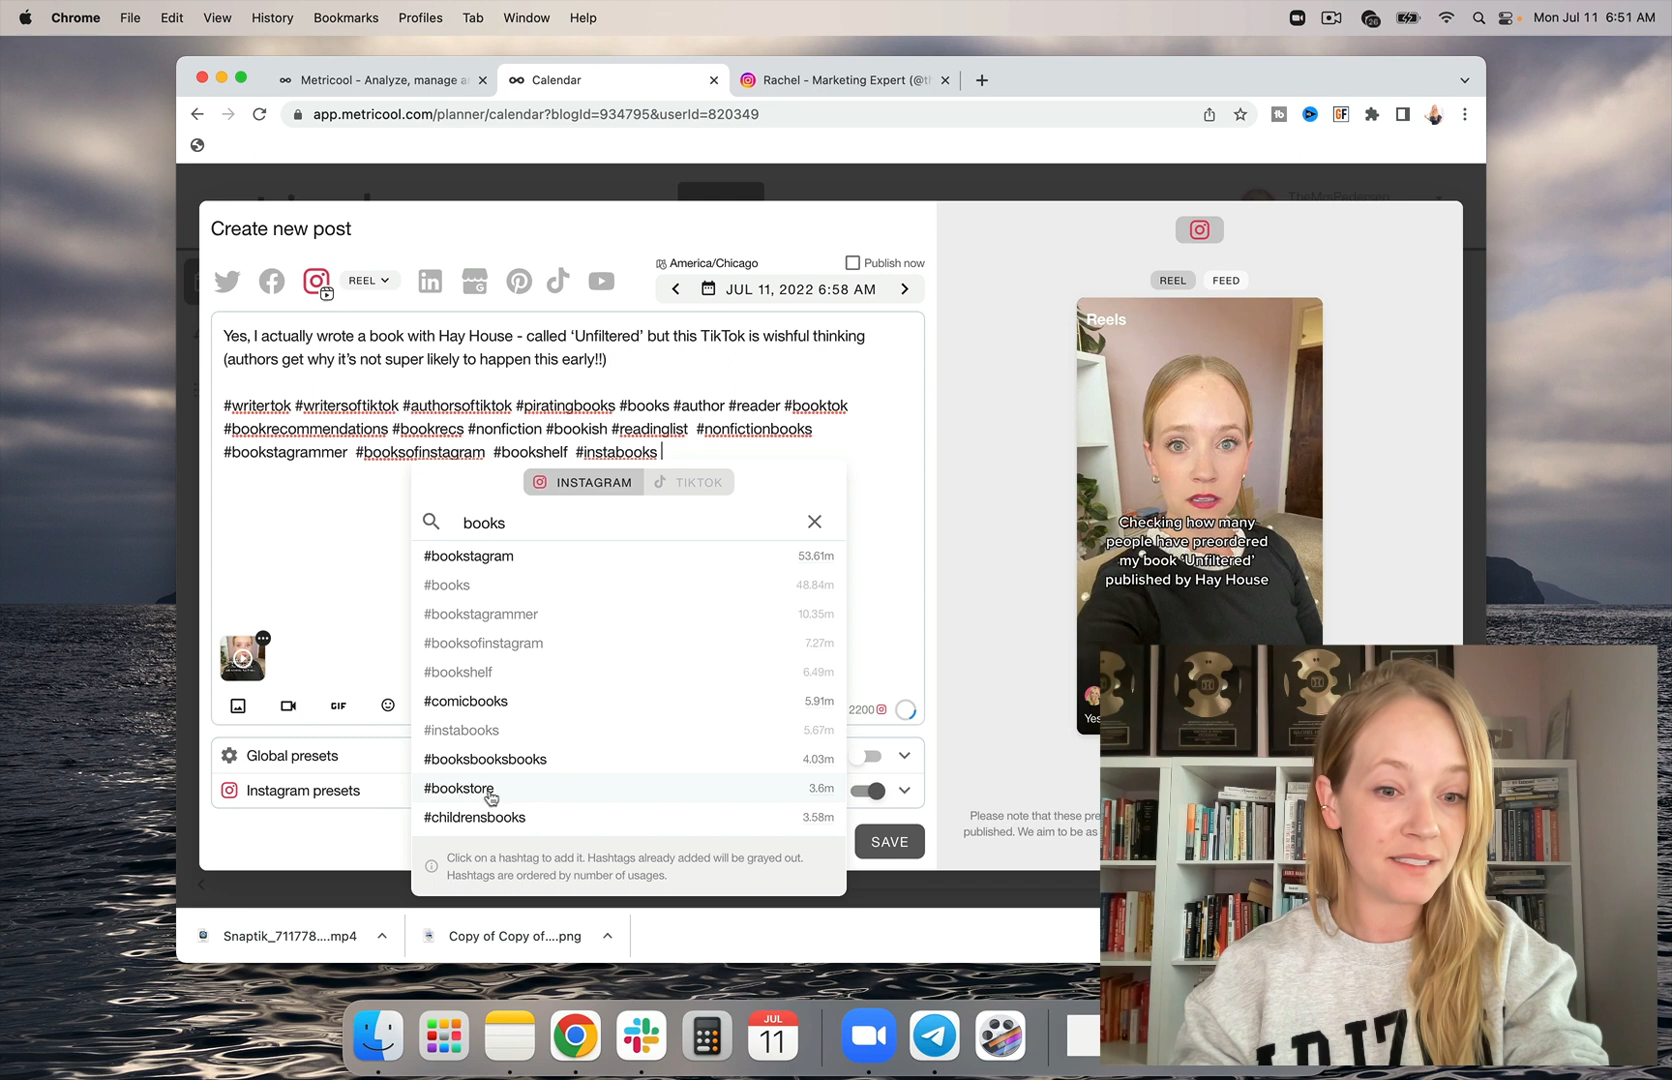 Chrome File Edit View History Bookmarks Profiles Tab Window Help
26
Mon Jul 11 6:51 AM
Metricool - Analyze, manage a
Calendar
Rachel - Marketing Expert (@t
app.metricool.com/planner/calendar?blogId=934795&userId=820349
tb
GF
TheMrsPedersen
Create new post
REEL
America/Chicago
Publish now
JUL 11, 2022 6:58 AM
Yes, I actually wrote a book with Hay House - called ‘Unfiltered’ but this TikTok is wishful thinking
(authors get why it’s not super likely to happen this early!!)
#writertok #writersoftiktok #authorsoftiktok #piratingbooks #books #author #reader #booktok
#bookrecommendations #bookrecs #nonfiction #bookish #readinglist #nonfictionbooks
#bookstagrammer #booksofinstagram #bookshelf #instabooks
INSTAGRAM
TIKTOK
books
#bookstagram 53.61m
#books 48.84m
#bookstagrammer 10.35m
#booksofinstagram 7.27m
#bookshelf 6.49m
#comicbooks 5.91m
#instabooks 5.67m
#booksbooksbooks 4.03m
#bookstore 3.6m
#childrensbooks 3.58m
Click on a hashtag to add it. Hashtags already added will be grayed out.
Hashtags are ordered by number of usages.
GIF
2200
Global presets
Instagram presets
SAVE
REEL FEED
Reels
Checking how many
people have preordered
my book ‘Unfiltered’
published by Hay House
Yes
Please note that these pre
published. We aim to be as
Snaptik_711778....mp4
Copy of Copy of....png
JUL
11